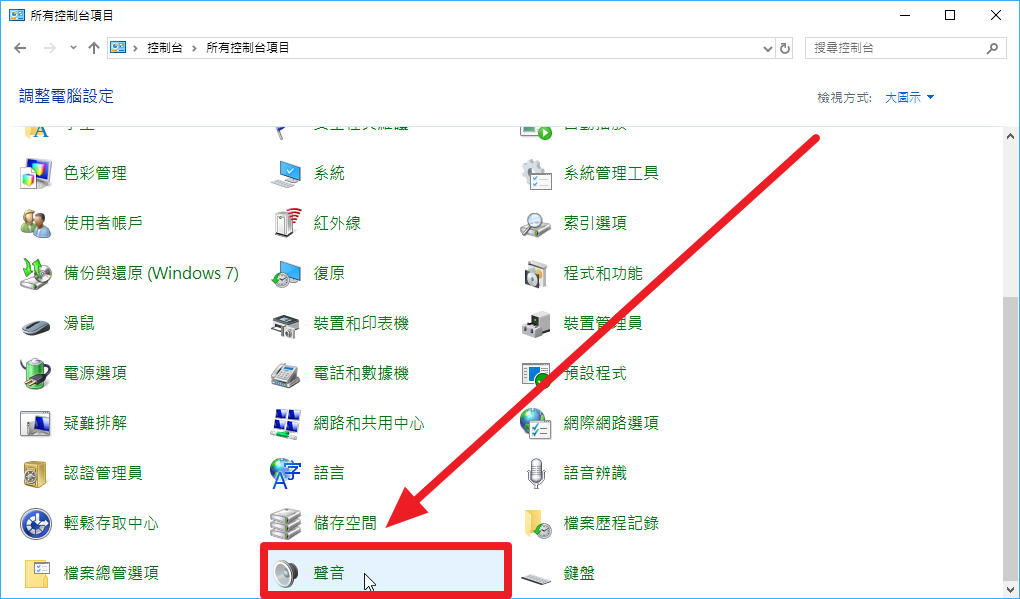 所有控制台項目
控制台 > 所有控制台項目
搜尋控制台
調整電腦設定
檢視方式: 大圖示
色彩管理
系統
系統管理工具
使用者帳戶
紅外線
索引選項
備份與還原 (Windows 7)
復原
程式和功能
滑鼠
裝置和印表機
裝置管理員
電源選項
電話和數據機
預設程式
疑難排解
網路和共用中心
網際網路選項
認證管理員
語言
語音辨識
輕鬆存取中心
儲存空間
檔案歷程記錄
檔案總管選項
聲音
鍵盤